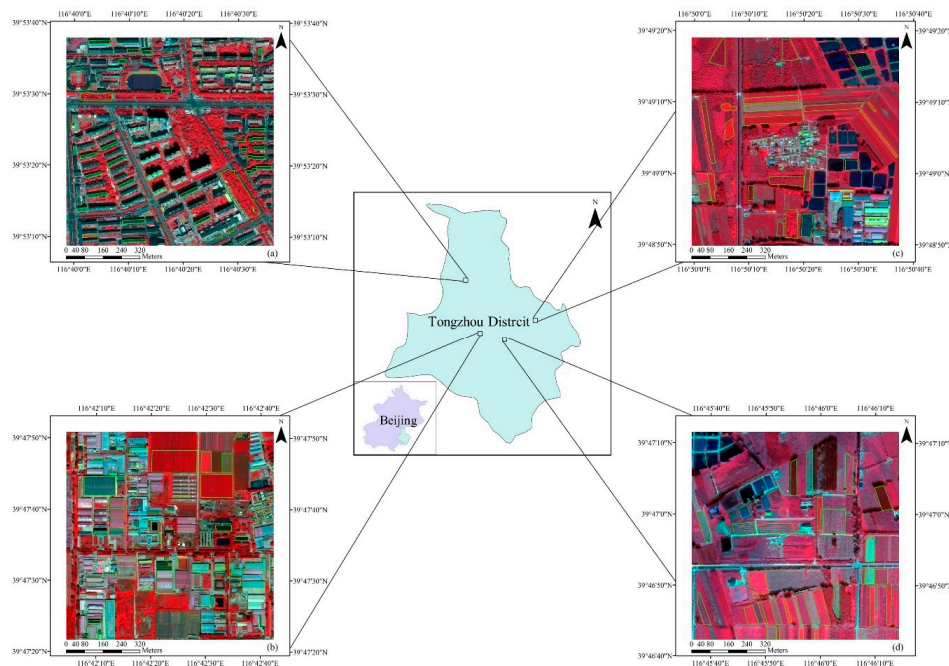 116°40'0"E 116°40'10"E 116°40'20"E 116°40'30"E
39°53'40"N 39°53'40"N
39°53'30"N 39°53'30"N
39°53'20"N 39°53'20"N
39°53'10"N 39°53'10"N
N
0 40 80 160 240 320
Meters
(a)
116°40'0"E 116°40'10"E 116°40'20"E 116°40'30"E
116°50'0"E 116°50'10"E 116°50'20"E 116°50'30"E 116°50'40"E
39°49'20"N 39°49'20"N
39°49'10"N 39°49'10"N
39°49'0"N 39°49'0"N
39°48'50"N 39°48'50"N
N
0 40 80 160 240 320
Meters
(c)
116°50'0"E 116°50'10"E 116°50'20"E 116°50'30"E 116°50'40"E
N
Tongzhou Distrcit
Beijing
116°42'10"E 116°42'20"E 116°42'30"E 116°42'40"E
39°47'50"N 39°47'50"N
39°47'40"N 39°47'40"N
39°47'30"N 39°47'30"N
39°47'20"N 39°47'20"N
N
0 40 80 160 240 320
Meters
(b)
116°42'10"E 116°42'20"E 116°42'30"E 116°42'40"E
116°45'40"E 116°45'50"E 116°46'0"E 116°46'10"E
39°47'10"N 39°47'10"N
39°47'0"N 39°47'0"N
39°46'50"N 39°46'50"N
39°46'40"N 39°46'40"N
N
0 40 80 160 240 320
Meters
(d)
116°45'40"E 116°45'50"E 116°46'0"E 116°46'10"E